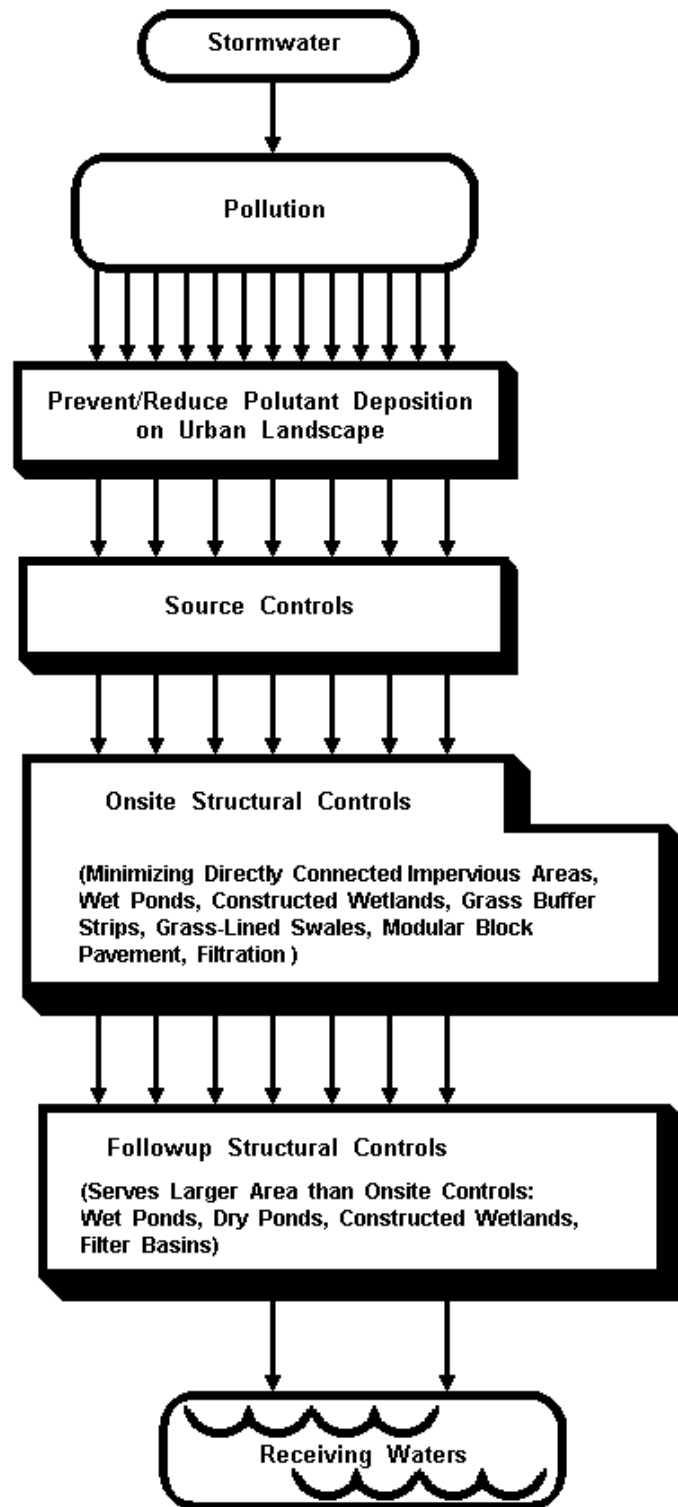 Stormwater
Pollution
Prevent/Reduce Polutant Deposition
on Urban Landscape
Source Controls
Onsite Structural Controls
(Minimizing Directly Connected Impervious Areas,
Wet Ponds, Constructed Wetlands, Grass Buffer
Strips, Grass-Lined Swales, Modular Block
Pavement, Filtration )
Followup Structural Controls
(Serves Larger Area than Onsite Controls:
Wet Ponds, Dry Ponds, Constructed Wetlands,
Filter Basins)
Receiving Waters